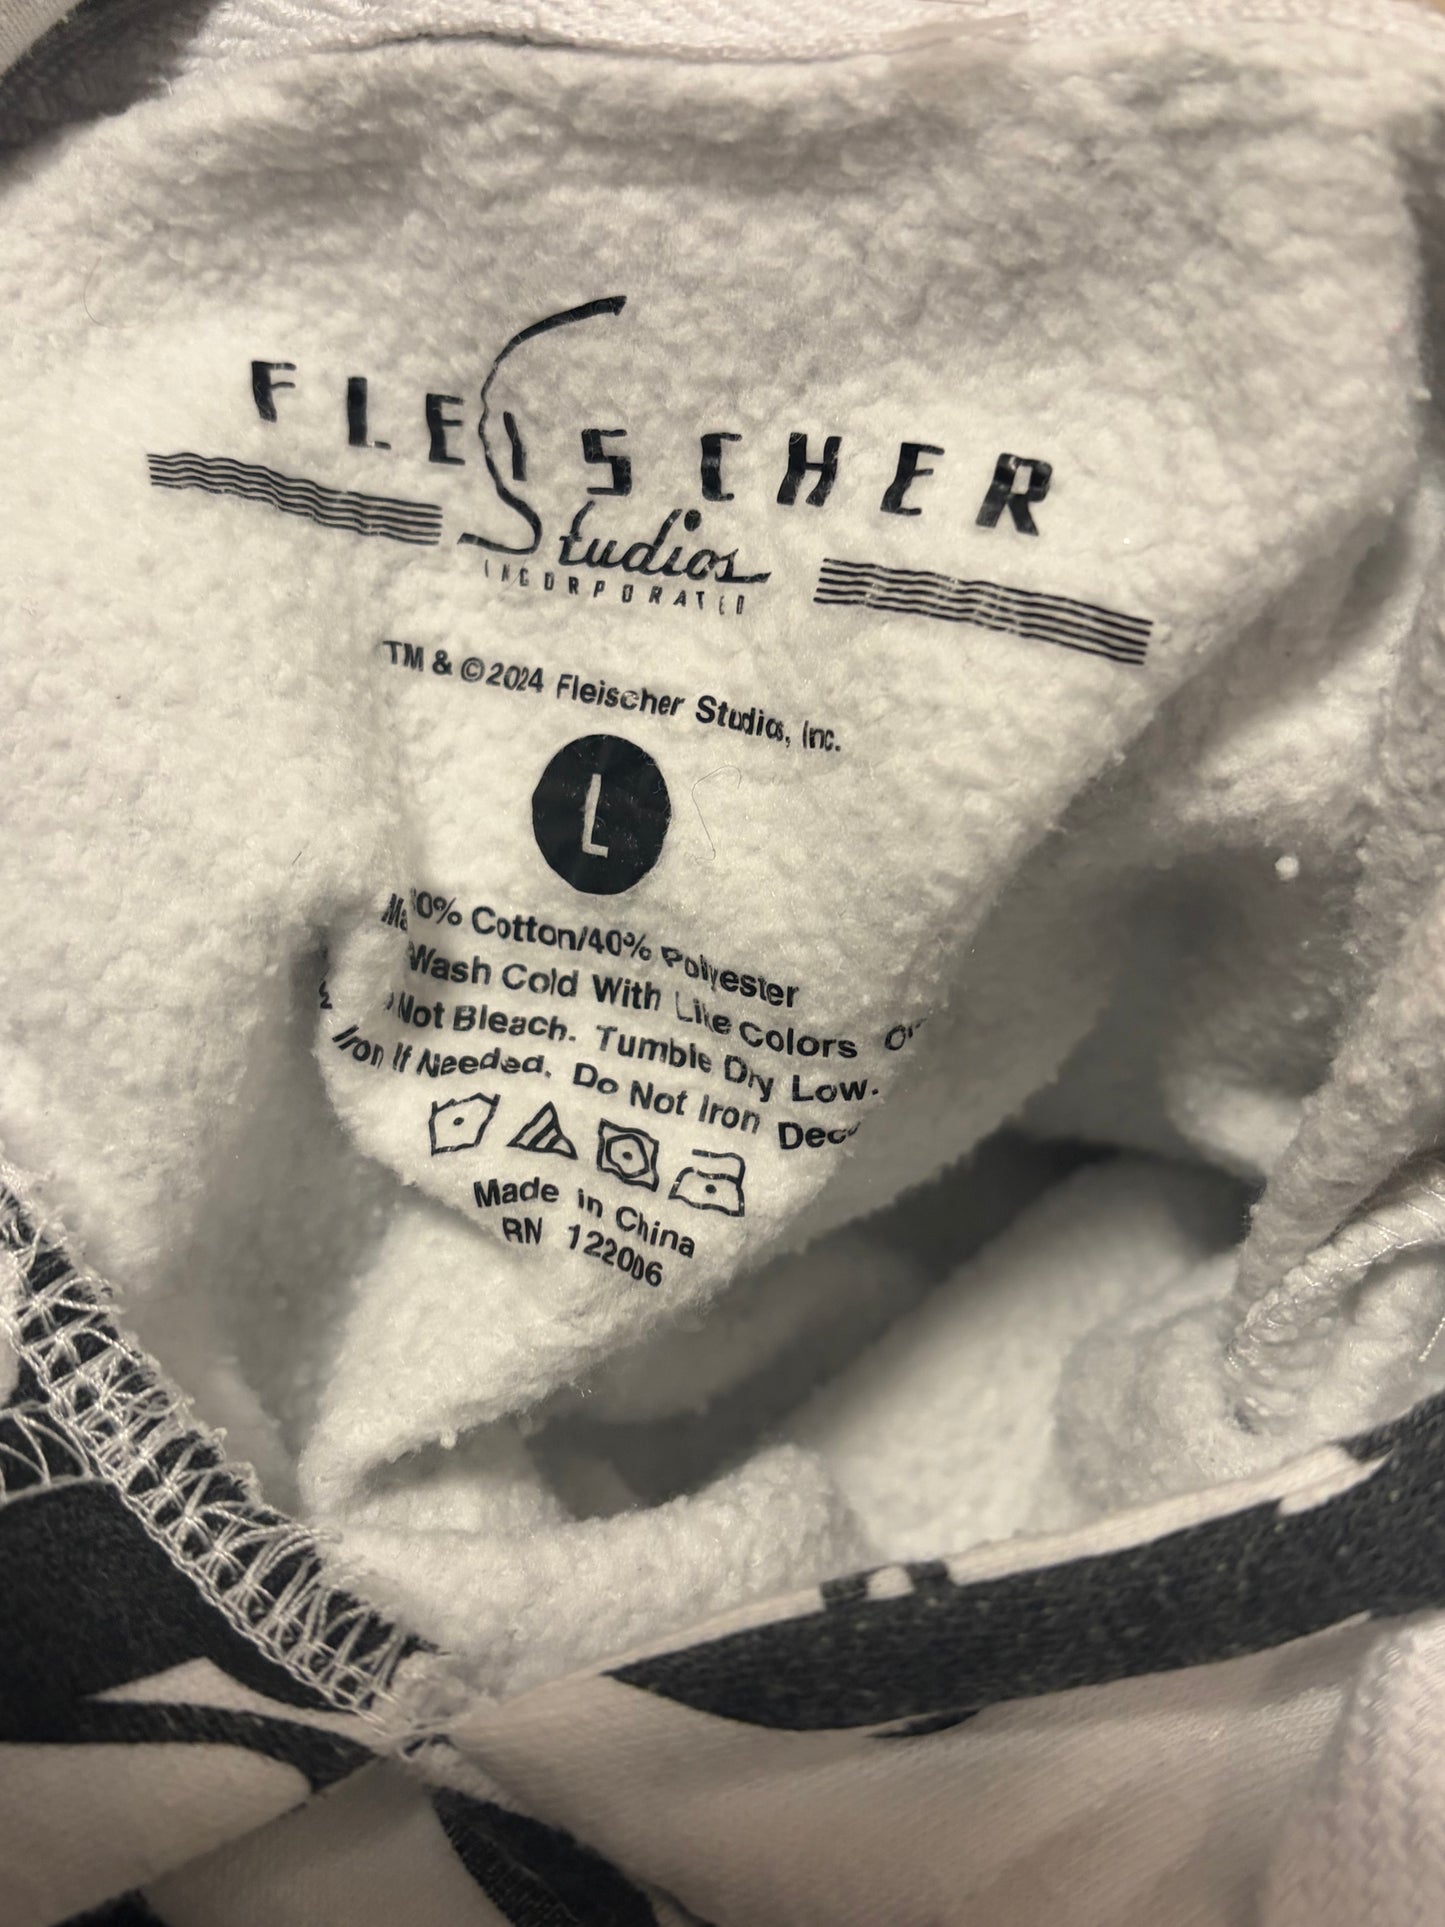 FLEISCHER
Studios
INCORPORATED
TM & ©2024 Fleischer Studios, Inc.
L
0% Cotton/40% Polyester
Wash Cold With Like Colors
Not Bleach. Tumble Dry Low.
Iron If Needed. Do Not Iron
Made in China
RN 122006